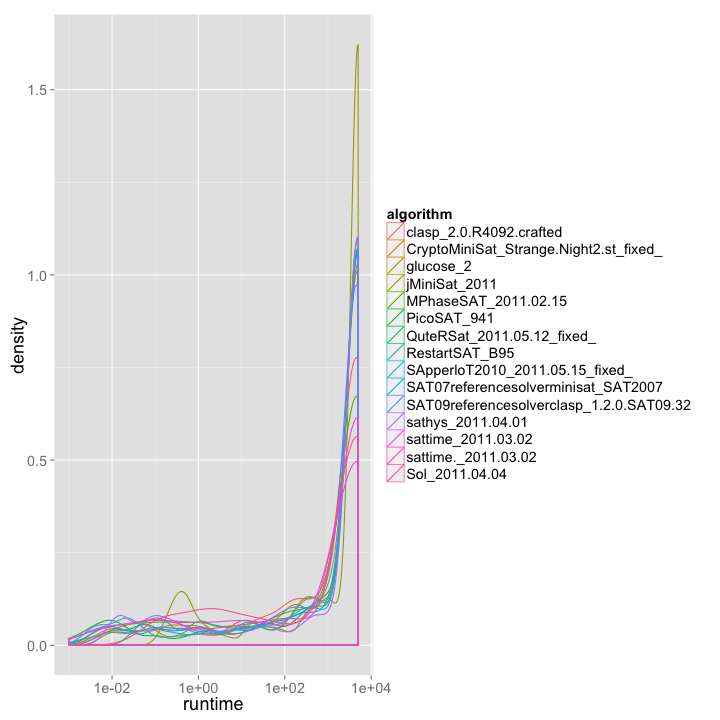 1.5
1.0
0.5
0.0
density
1e-02 1e+00 1e+02 1e+04
runtime
algorithm
clasp_2.0.R4092.crafted
CryptoMiniSat_Strange.Night2.st_fixed_
glucose_2
jMiniSat_2011
MPhaseSAT_2011.02.15
PicoSAT_941
QuteRSat_2011.05.12_fixed_
RestartSAT_B95
SApperloT2010_2011.05.15_fixed_
SAT07referencesolverminisat_SAT2007
SAT09referencesolverclasp_1.2.0.SAT09.32
sathys_2011.04.01
sattime_2011.03.02
sattime._2011.03.02
Sol_2011.04.04